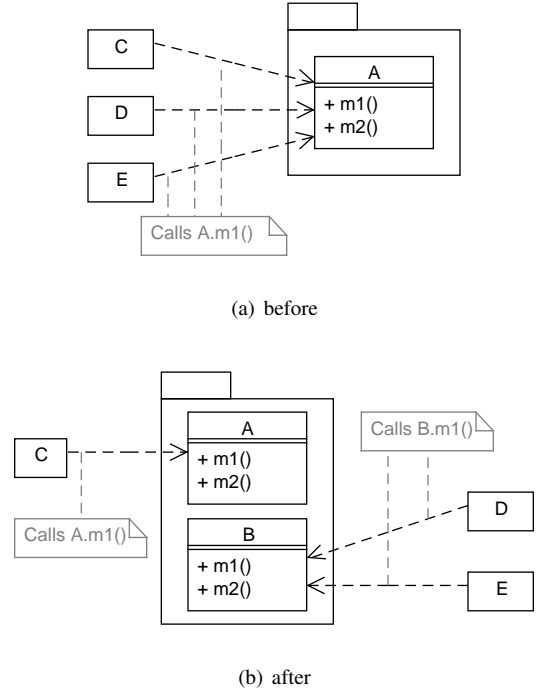 C
A
D
+ m1()
+ m2()
E
Calls A.m1()
(a) before
A
Calls B.m1()
C
+ m1()
+ m2()
Calls A.m1()
B
D
+ m1()
+ m2()
E
(b) after